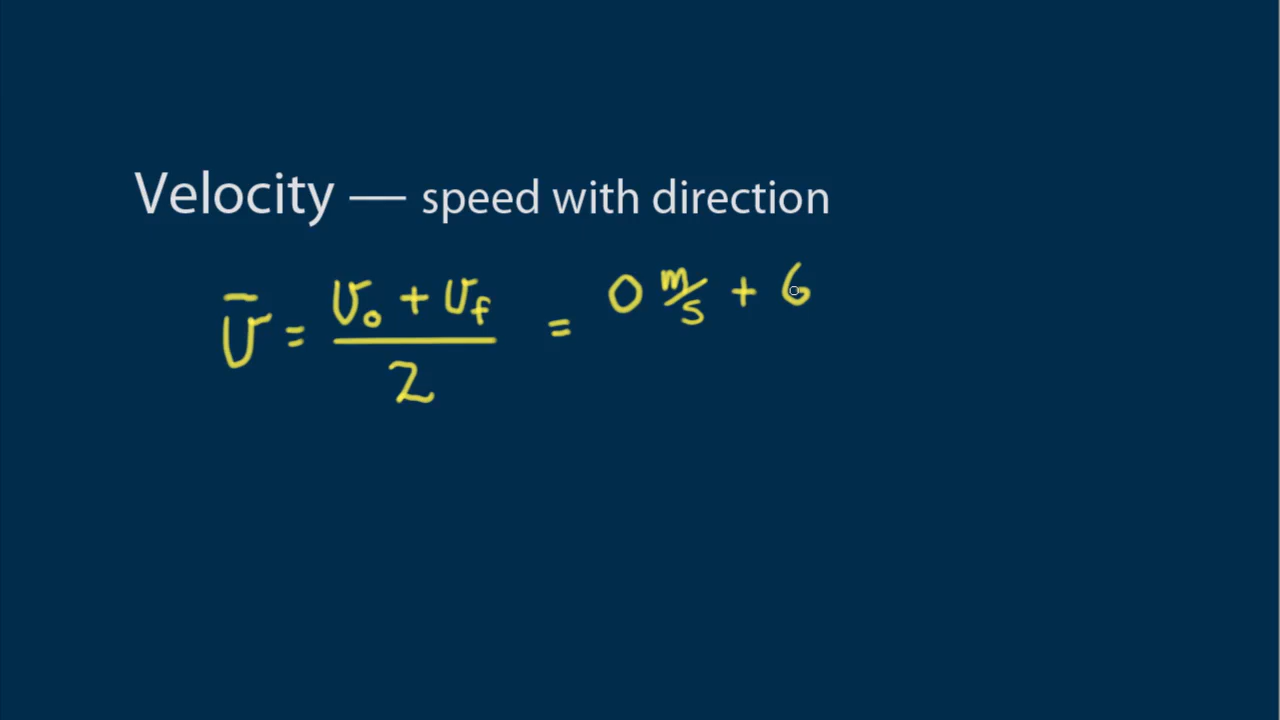 Velocity — speed with direction
v̄ = (v₀ + v_f)/2 = 0 m/s + 6